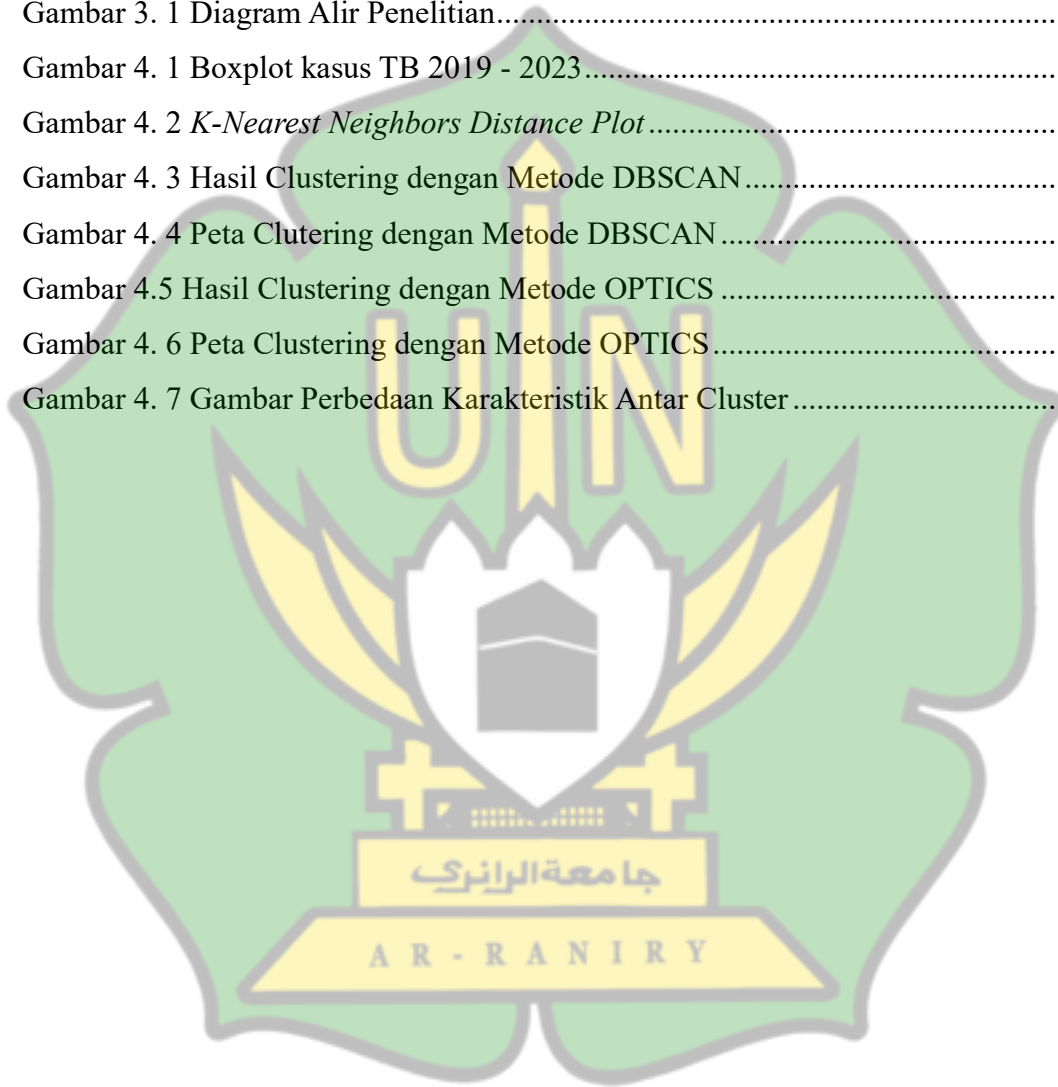 Gambar 3. 1 Diagram Alir Penelitian........................................................................
Gambar 4. 1 Boxplot kasus TB 2019 - 2023.............................................................
Gambar 4. 2 K-Nearest Neighbors Distance Plot.....................................................
Gambar 4. 3 Hasil Clustering dengan Metode DBSCAN.........................................
Gambar 4. 4 Peta Clutering dengan Metode DBSCAN............................................
Gambar 4.5 Hasil Clustering dengan Metode OPTICS............................................
Gambar 4. 6 Peta Clustering dengan Metode OPTICS.............................................
Gambar 4. 7 Gambar Perbedaan Karakteristik Antar Cluster..................................
UIN
جامعة الرانري
AR-RANIRY